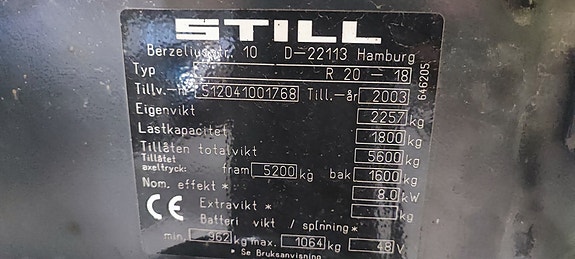 STILL
Berzeliusstr. 10 D-22113 Hamburg
Typ R 20 - 18
Tillv.-nr 512041001768 Till.-år 2003
Egenvikt 2257 kg
Lastkapacitet 1800 kg
Tillåten totalvikt 5600 kg
Tillåtet
axeltryck: fram 5200 kg bak 1600 kg
Nom. effekt * 8.0 kW
Extravikt * kg
CE
Batteri vikt / spänning *
min. 962 kg max. 1064 kg 48 V
* Se Bruksanvisning
646205